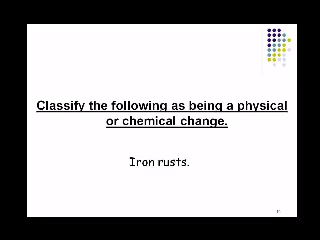 Classify the following as being a physical
or chemical change.
Iron rusts.